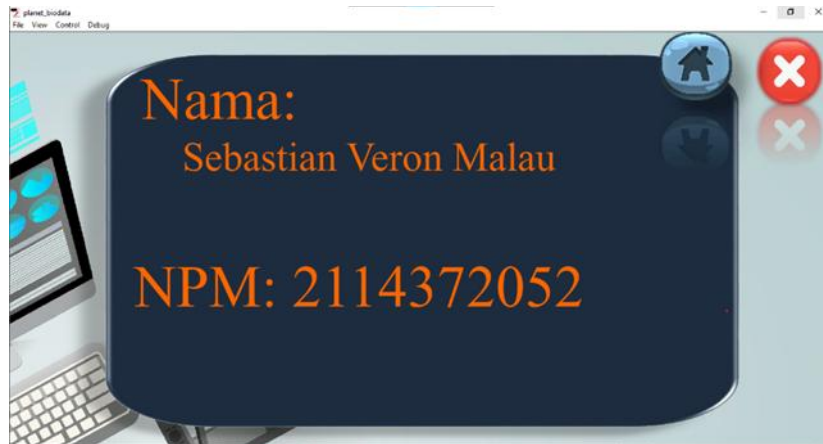 planet_biodata
File View Control Debug
Nama:
Sebastian Veron Malau
NPM: 2114372052